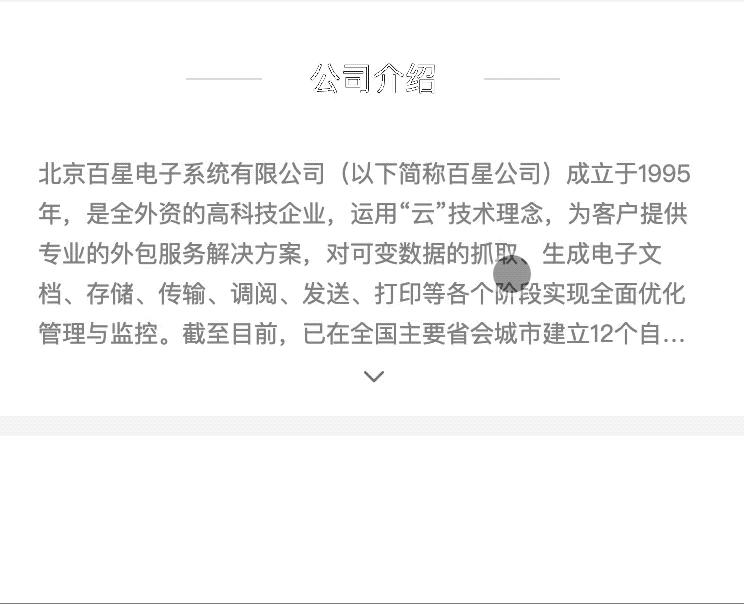 公司介绍
北京百星电子系统有限公司（以下简称百星公司）成立于1995
年，是全外资的高科技企业，运用“云”技术理念，为客户提供
专业的外包服务解决方案，对可变数据的抓取、生成电子文
档、存储、传输、调阅、发送、打印等各个阶段实现全面优化
管理与监控。截至目前，已在全国主要省会城市建立12个自...